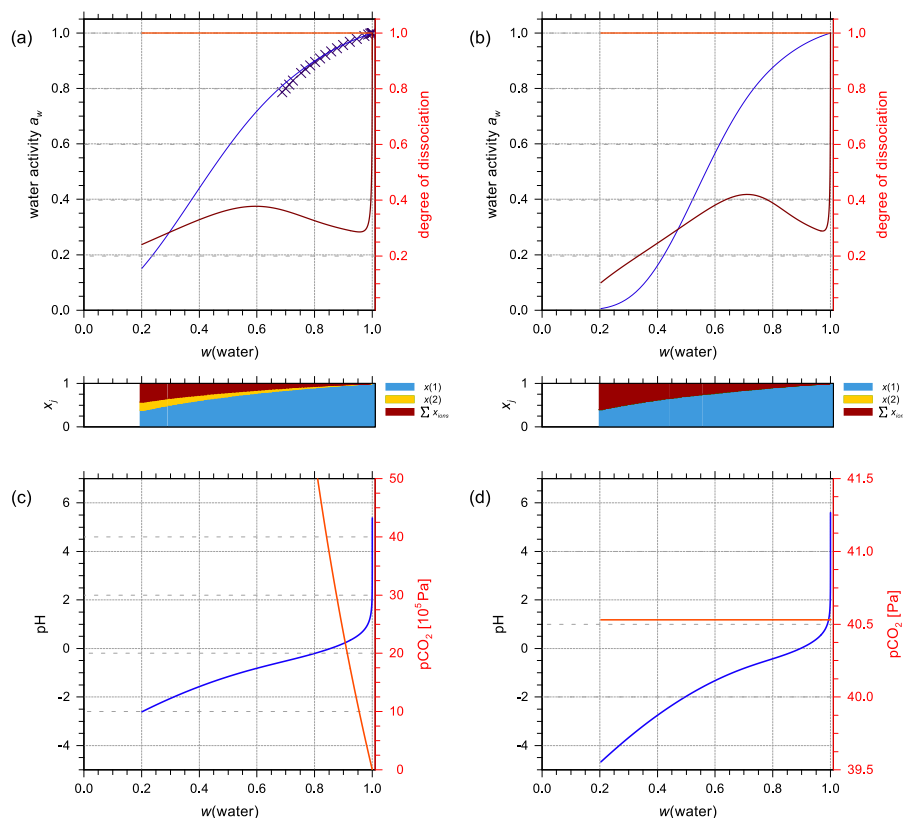 (a)
1.0
0.8
0.6
0.4
0.2
0.0
water activity a_w
1.0
0.8
0.6
0.4
0.2
degree of dissociation
0.0 0.2 0.4 0.6 0.8 1.0
w(water)
(b)
1.0
0.8
0.6
0.4
0.2
0.0
water activity a_w
1.0
0.8
0.6
0.4
0.2
degree of dissociation
0.0 0.2 0.4 0.6 0.8 1.0
w(water)
1
0
x_j
x(1)
x(2)
∑ x_ions
1
0
x_j
x(1)
x(2)
∑ x_ion
(c)
6
4
2
0
-2
-4
pH
50
40
30
20
10
0
pCO₂ [10⁵Pa]
0.0 0.2 0.4 0.6 0.8 1.0
w(water)
(d)
6
4
2
0
-2
-4
pH
41.5
41.0
40.5
40.0
39.5
pCO₂ [Pa]
0.0 0.2 0.4 0.6 0.8 1.0
w(water)